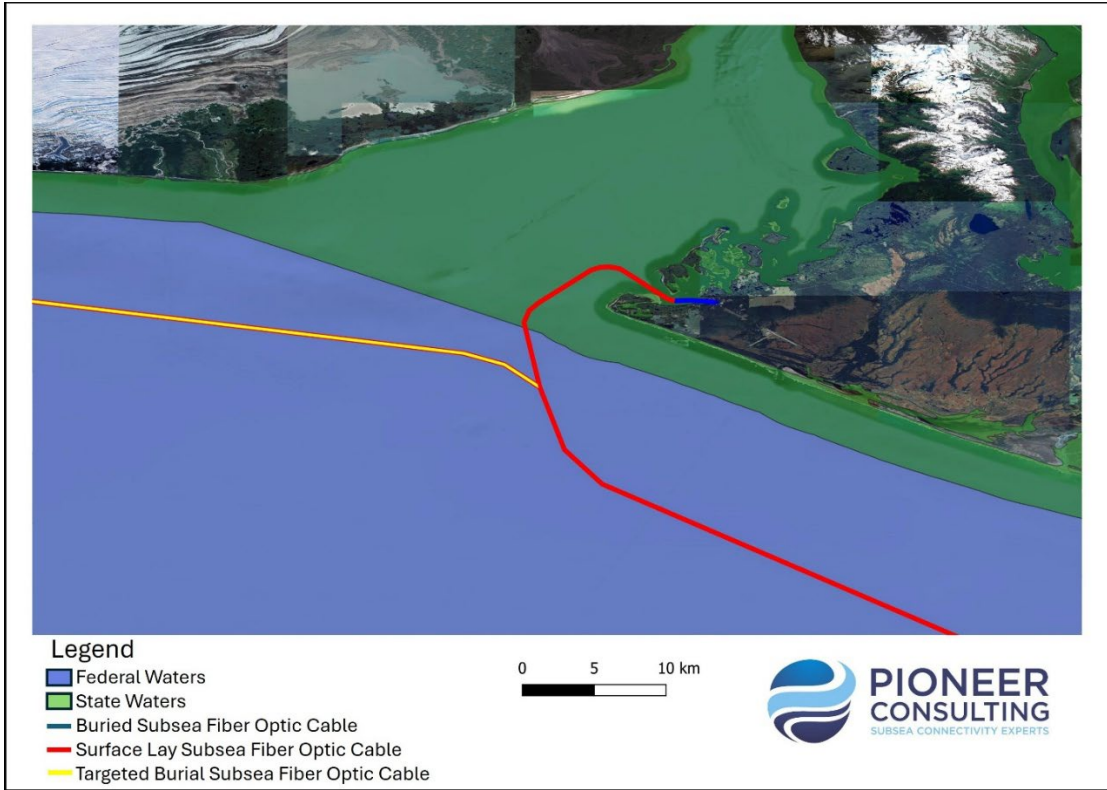 Legend
Federal Waters
State Waters
Buried Subsea Fiber Optic Cable
Surface Lay Subsea Fiber Optic Cable
Targeted Burial Subsea Fiber Optic Cable
0 5 10 km
PIONEER
CONSULTING
SUBSEA CONNECTIVITY EXPERTS